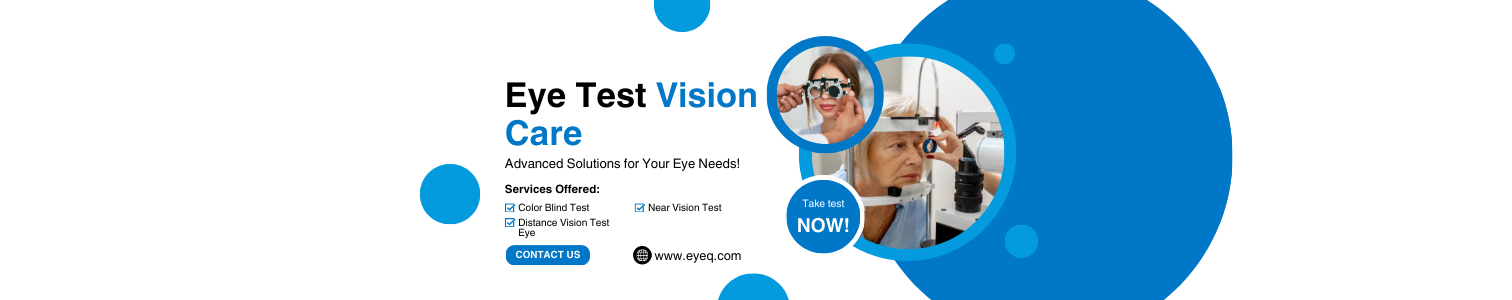 Eye Test Vision
Care
Advanced Solutions for Your Eye Needs!
Services Offered:
Color Blind Test
Near Vision Test
Distance Vision Test
Eye
CONTACT US
www.eyeq.com
Take test
NOW!